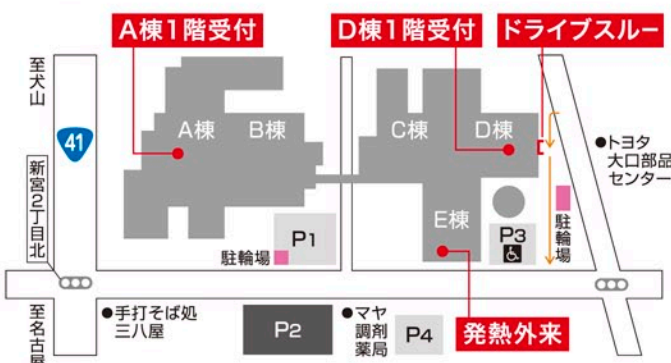 A棟1階受付
D棟1階受付
ドライブスルー
至犬山
41
A棟
B棟
C棟
D棟
トヨタ
大口部品
センター
新宮2丁目北
E棟
P1
駐輪場
P3
駐輪場
至名古屋
手打そば処
三八屋
P2
マヤ
調剤
薬局
P4
発熱外来